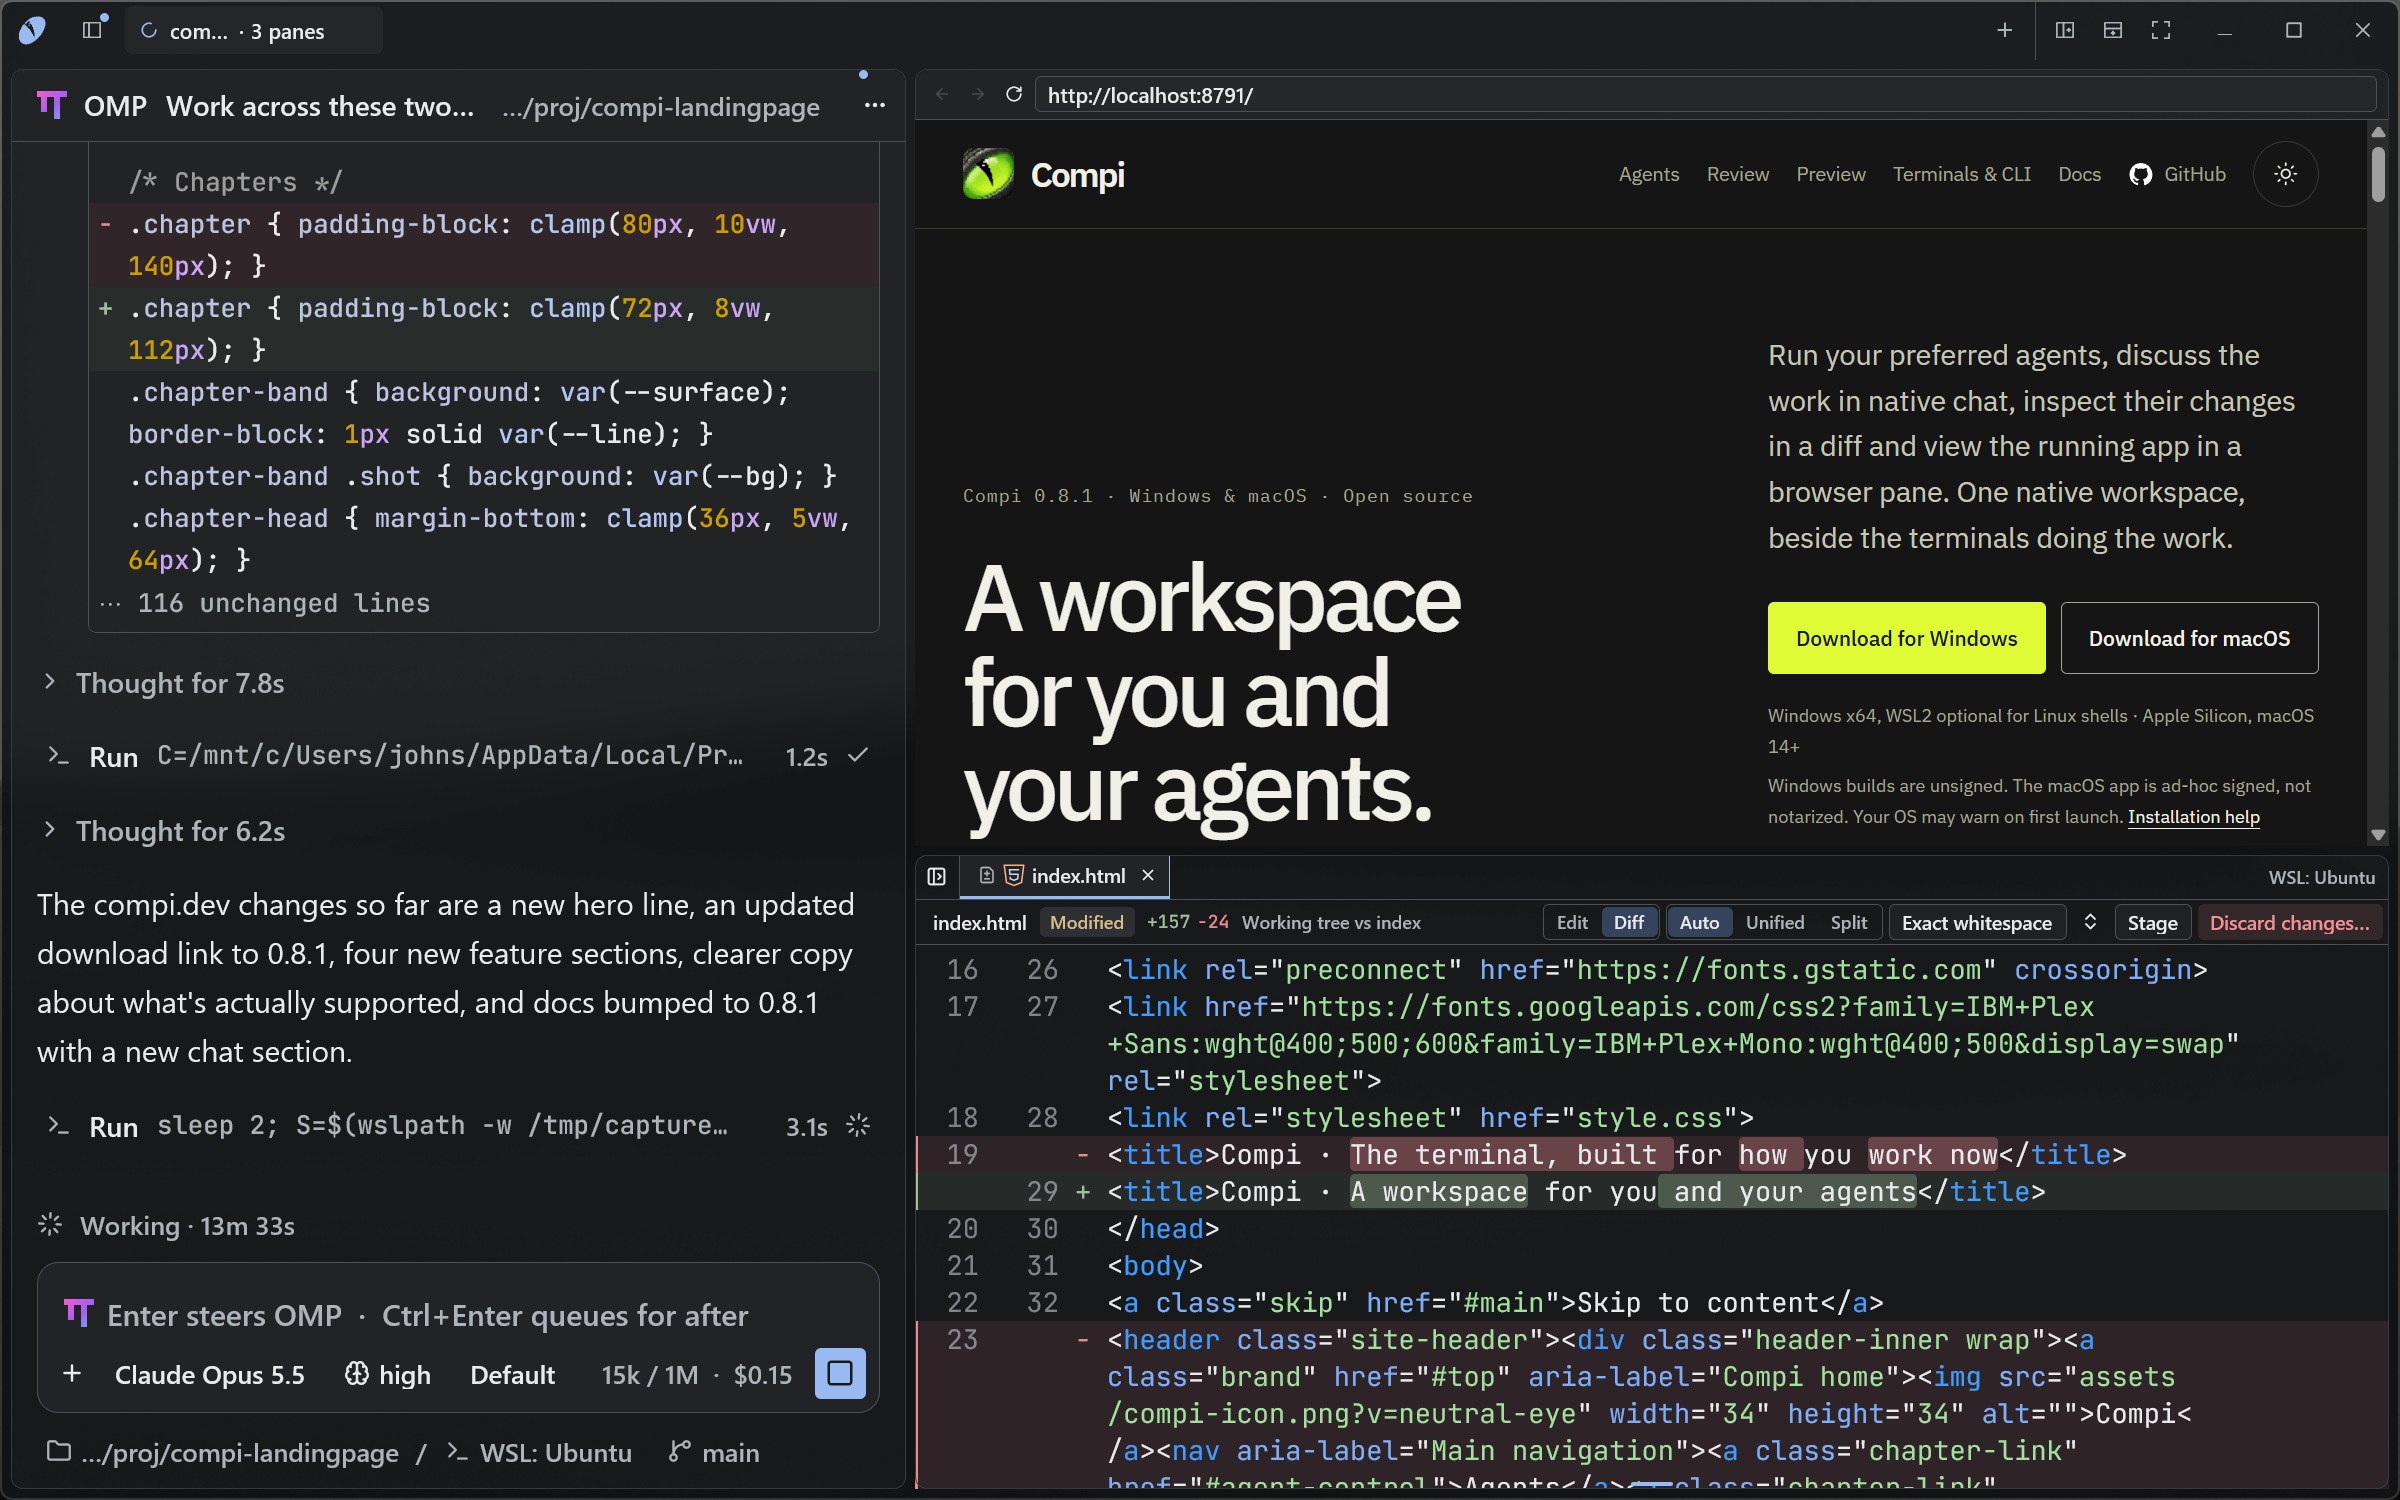 com... · 3 panes
OMP Work across these two... .../proj/compi-landingpage
/* Chapters */
- .chapter { padding-block: clamp(80px, 10vw,
140px); }
+ .chapter { padding-block: clamp(72px, 8vw,
112px); }
.chapter-band { background: var(--surface);
border-block: 1px solid var(--line); }
.chapter-band .shot { background: var(--bg); }
.chapter-head { margin-bottom: clamp(36px, 5vw,
64px); }
... 116 unchanged lines
Thought for 7.8s
Run C=/mnt/c/Users/johns/AppData/Local/Pr... 1.2s
Thought for 6.2s
The compi.dev changes so far are a new hero line, an updated
download link to 0.8.1, four new feature sections, clearer copy
about what's actually supported, and docs bumped to 0.8.1
with a new chat section.
Run sleep 2; S=$(wslpath -w /tmp/capture... 3.1s
Working · 13m 33s
Enter steers OMP · Ctrl+Enter queues for after
+ Claude Opus 5.5 high Default 15k / 1M · $0.15
.../proj/compi-landingpage / WSL: Ubuntu main
http://localhost:8791/
Compi
Agents Review Preview Terminals & CLI Docs GitHub
Compi 0.8.1 · Windows & macOS · Open source
A workspace
for you and
your agents.
Run your preferred agents, discuss the
work in native chat, inspect their changes
in a diff and view the running app in a
browser pane. One native workspace,
beside the terminals doing the work.
Download for Windows Download for macOS
Windows x64, WSL2 optional for Linux shells · Apple Silicon, macOS
14+
Windows builds are unsigned. The macOS app is ad-hoc signed, not
notarized. Your OS may warn on first launch. Installation help
index.html WSL: Ubuntu
index.html Modified +157 -24 Working tree vs index Edit Diff Auto Unified Split Exact whitespace Stage Discard changes...
16 26 <link rel="preconnect" href="https://fonts.gstatic.com" crossorigin>
17 27 <link href="https://fonts.googleapis.com/css2?family=IBM+Plex
+Sans:wght@400;500;600&family=IBM+Plex+Mono:wght@400;500&display=swap"
rel="stylesheet">
18 28 <link rel="stylesheet" href="style.css">
19 - <title>Compi · The terminal, built for how you work now</title>
29 + <title>Compi · A workspace for you and your agents</title>
20 30 </head>
21 31 <body>
22 32 <a class="skip" href="#main">Skip to content</a>
23 - <header class="site-header"><div class="header-inner wrap"><a
class="brand" href="#top" aria-label="Compi home"><img src="assets
/compi-icon.png?v=neutral-eye" width="34" height="34" alt="">Compi<
/a><nav aria-label="Main navigation"><a class="chapter-link"
href="#agent-control">Agents</a><a class="chapter-link"